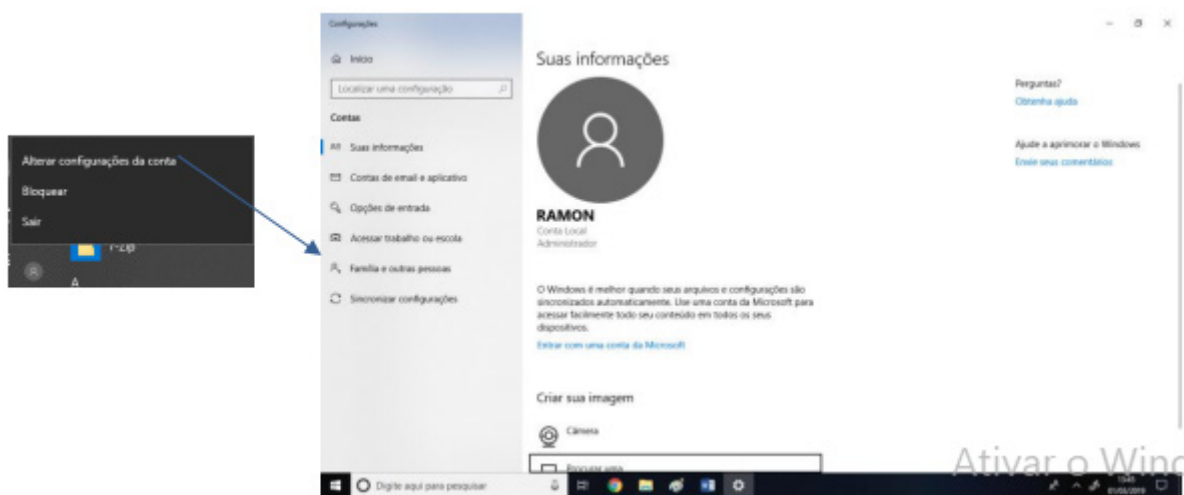 Alterar configurações da conta
Bloquear
Sair
7-Zip
A
Configurações
Início
Localizar uma configuração
Contas
Suas informações
Contas de email e aplicativo
Opções de entrada
Acessar trabalho ou escola
Família e outras pessoas
Sincronizar configurações
Suas informações
RAMON
Conta Local
Administrador
O Windows é melhor quando seus arquivos e configurações são
sincronizados automaticamente. Use uma conta da Microsoft para
acessar facilmente todo seu conteúdo em todos os seus
dispositivos.
Entrar com uma conta da Microsoft
Criar sua imagem
Câmera
Procurar uma
Perguntas?
Obtenha ajuda
Ajude a aprimorar o Windows
Envie seus comentários
Ativar o Wind
Digite aqui para pesquisar